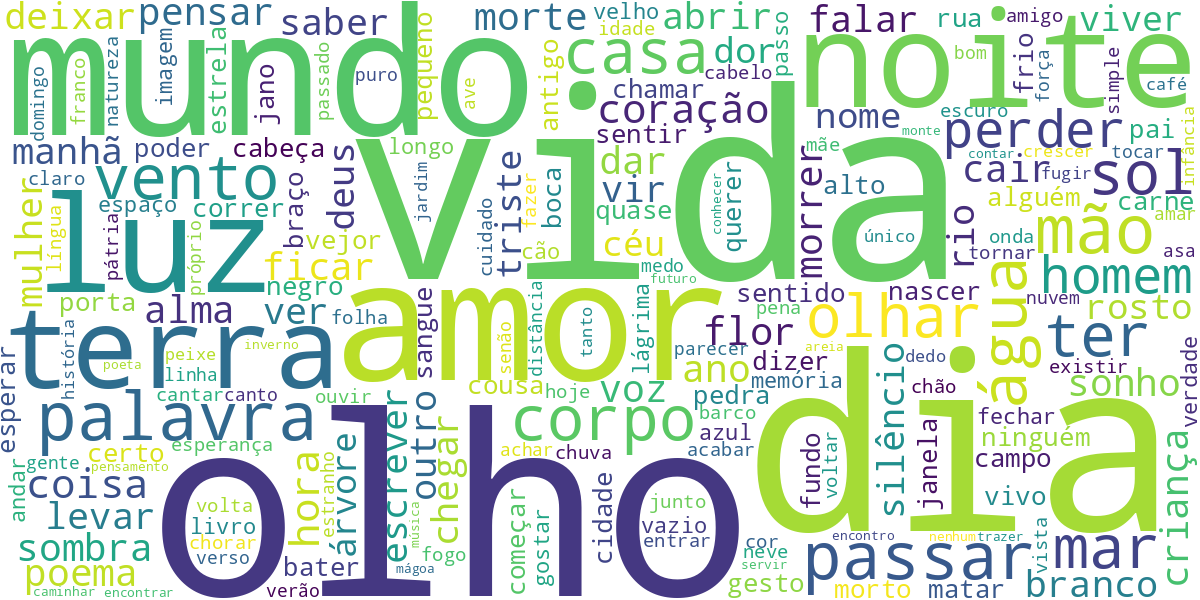 deixar
pensar
saber
morte
velho
idade
abrir
falar
rua
amigo
viver
mundo
noite
casa
dor
passo
cabelo
bom
frio
força
simple
café
domingo
franco
natureza
imagem
estrela
jano
passado
puro
pequeno
ave
antigo
chamar
coração
sentir
nome
escuro
monte
perder
pai
infância
manhã
poder
cabeça
longo
vida
mãe
contar
crescer
tocar
claro
vento
deus
jardim
triste
fazer
boca
dar
vir
conhecer
querer
morrer
alto
cair
fugir
sol
mulher
língua
espaço
correr
braço
quase
alguém
carne
amar
luz
pátria
próprio
vejor
cuidado
cão
céu
único
rio
onda
mão
ficar
medo
tornar
asa
porta
negro
futuro
homem
alma
ver
folha
sangue
amor
senão
distância
tanto
lágrima
sentido
pena
nascer
água
nuvem
rosto
terra
história
flor
olhar
areia
ter
esperar
peixe
inverno
poeta
linha
parecer
dizer
dedo
existir
verdade
cantar
canto
ouvir
cousa
hoje
voz
ano
memória
chão
sonho
palavra
outro
corpo
pedra
barco
azul
dia
silêncio
janela
fechar
ninguém
esperança
certo
árvore
escrever
chegar
achar
chuva
acabar
fundo
voltar
campo
criança
andar
gente
pensamento
coisa
hora
estranho
olho
cidade
junto
vivo
levar
volta
livro
chorar
verso
música
começar
gostar
vazio
entrar
cor
encontro
nenhum
trazer
vista
mar
sombra
fogo
neve
servir
passar
poema
bater
mágoa
gesto
morto
matar
branco
caminhar
encontrar
verão